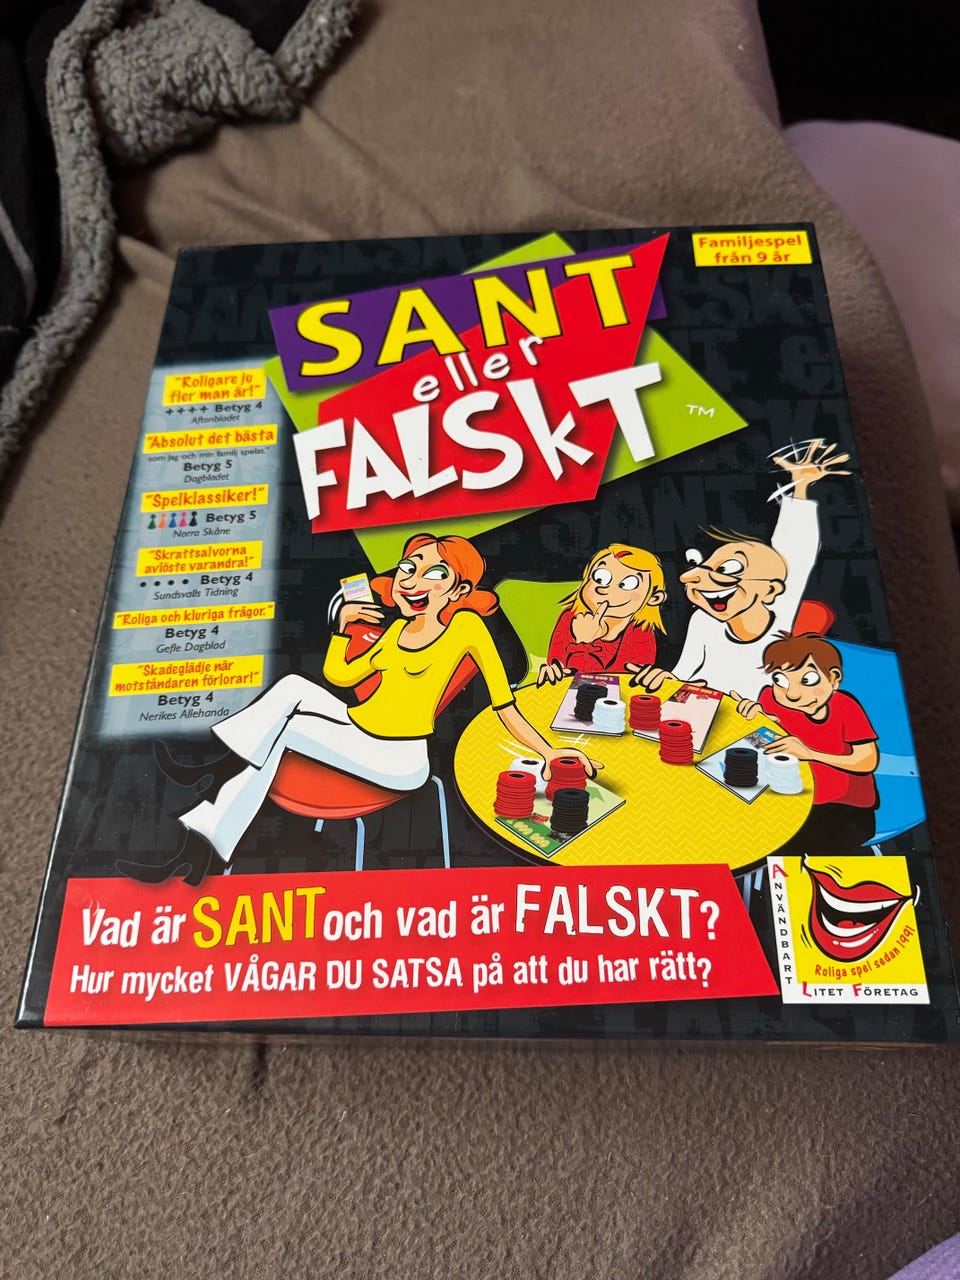 Familjespel
från 9 år
SANT
eller
FALSKT
™
"Roligare ju
fler man är!"
++++ Betyg 4
Aftonbladet
"Absolut det bästa
som jag och min familj spelat."
Betyg 5
Dagbladet
"Spelklassiker!"
Betyg 5
Norra Skåne
"Skrattsalvorna
avlöste varandra!"
•••• Betyg 4
Sundsvalls Tidning
"Roliga och kluriga frågor."
Betyg 4
Gefle Dagblad
"Skadeglädje när
motståndaren förlorar!"
Betyg 4
Nerikes Allehanda
Vad är SANT och vad är FALSKT?
Hur mycket VÅGAR DU SATSA på att du har rätt?
ANVÄNDBART
Roliga spel sedan 1991
LITET FÖRETAG